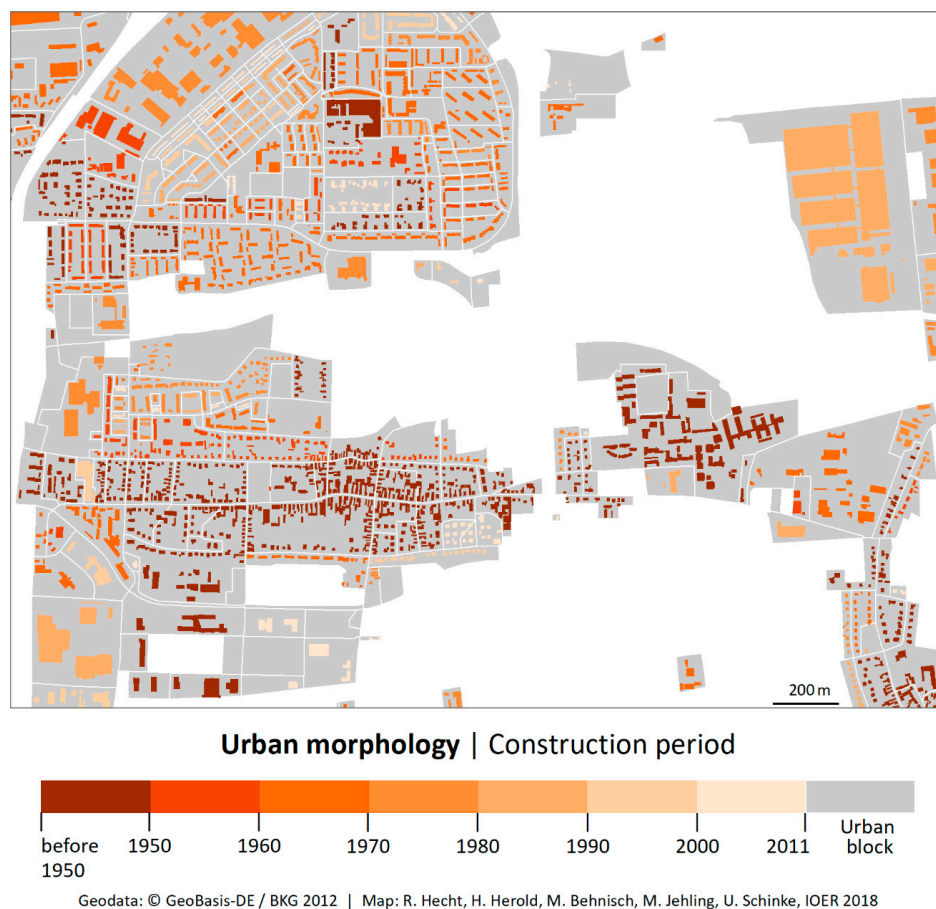 200 m
Urban morphology | Construction period
before 1950 1950 1960 1970 1980 1990 2000 2011 Urban block
Geodata: © GeoBasis-DE / BKG 2012 | Map: R. Hecht, H. Herold, M. Behnisch, M. Jehling, U. Schinke, IOER 2018